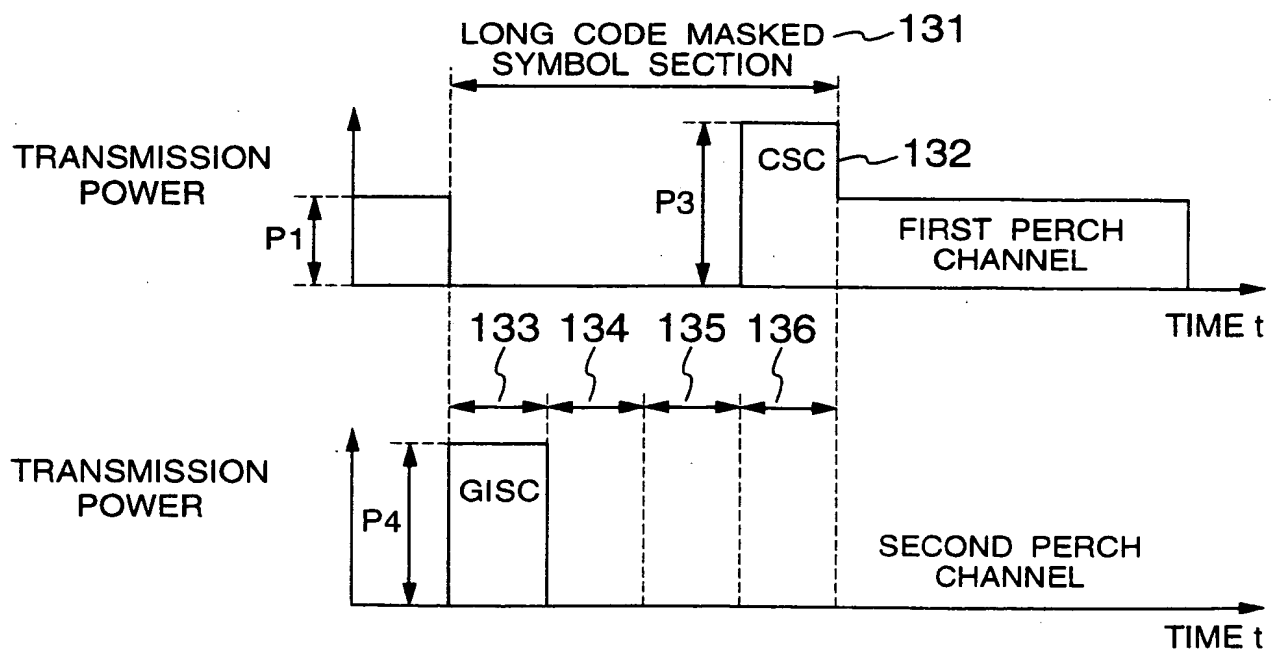 LONG CODE MASKED 131
SYMBOL SECTION
TRANSMISSION
POWER
P1
P3
CSC
132
FIRST PERCH
CHANNEL
TIME t
133 134 135 136
TRANSMISSION
POWER
P4
GISC
SECOND PERCH
CHANNEL
TIME t